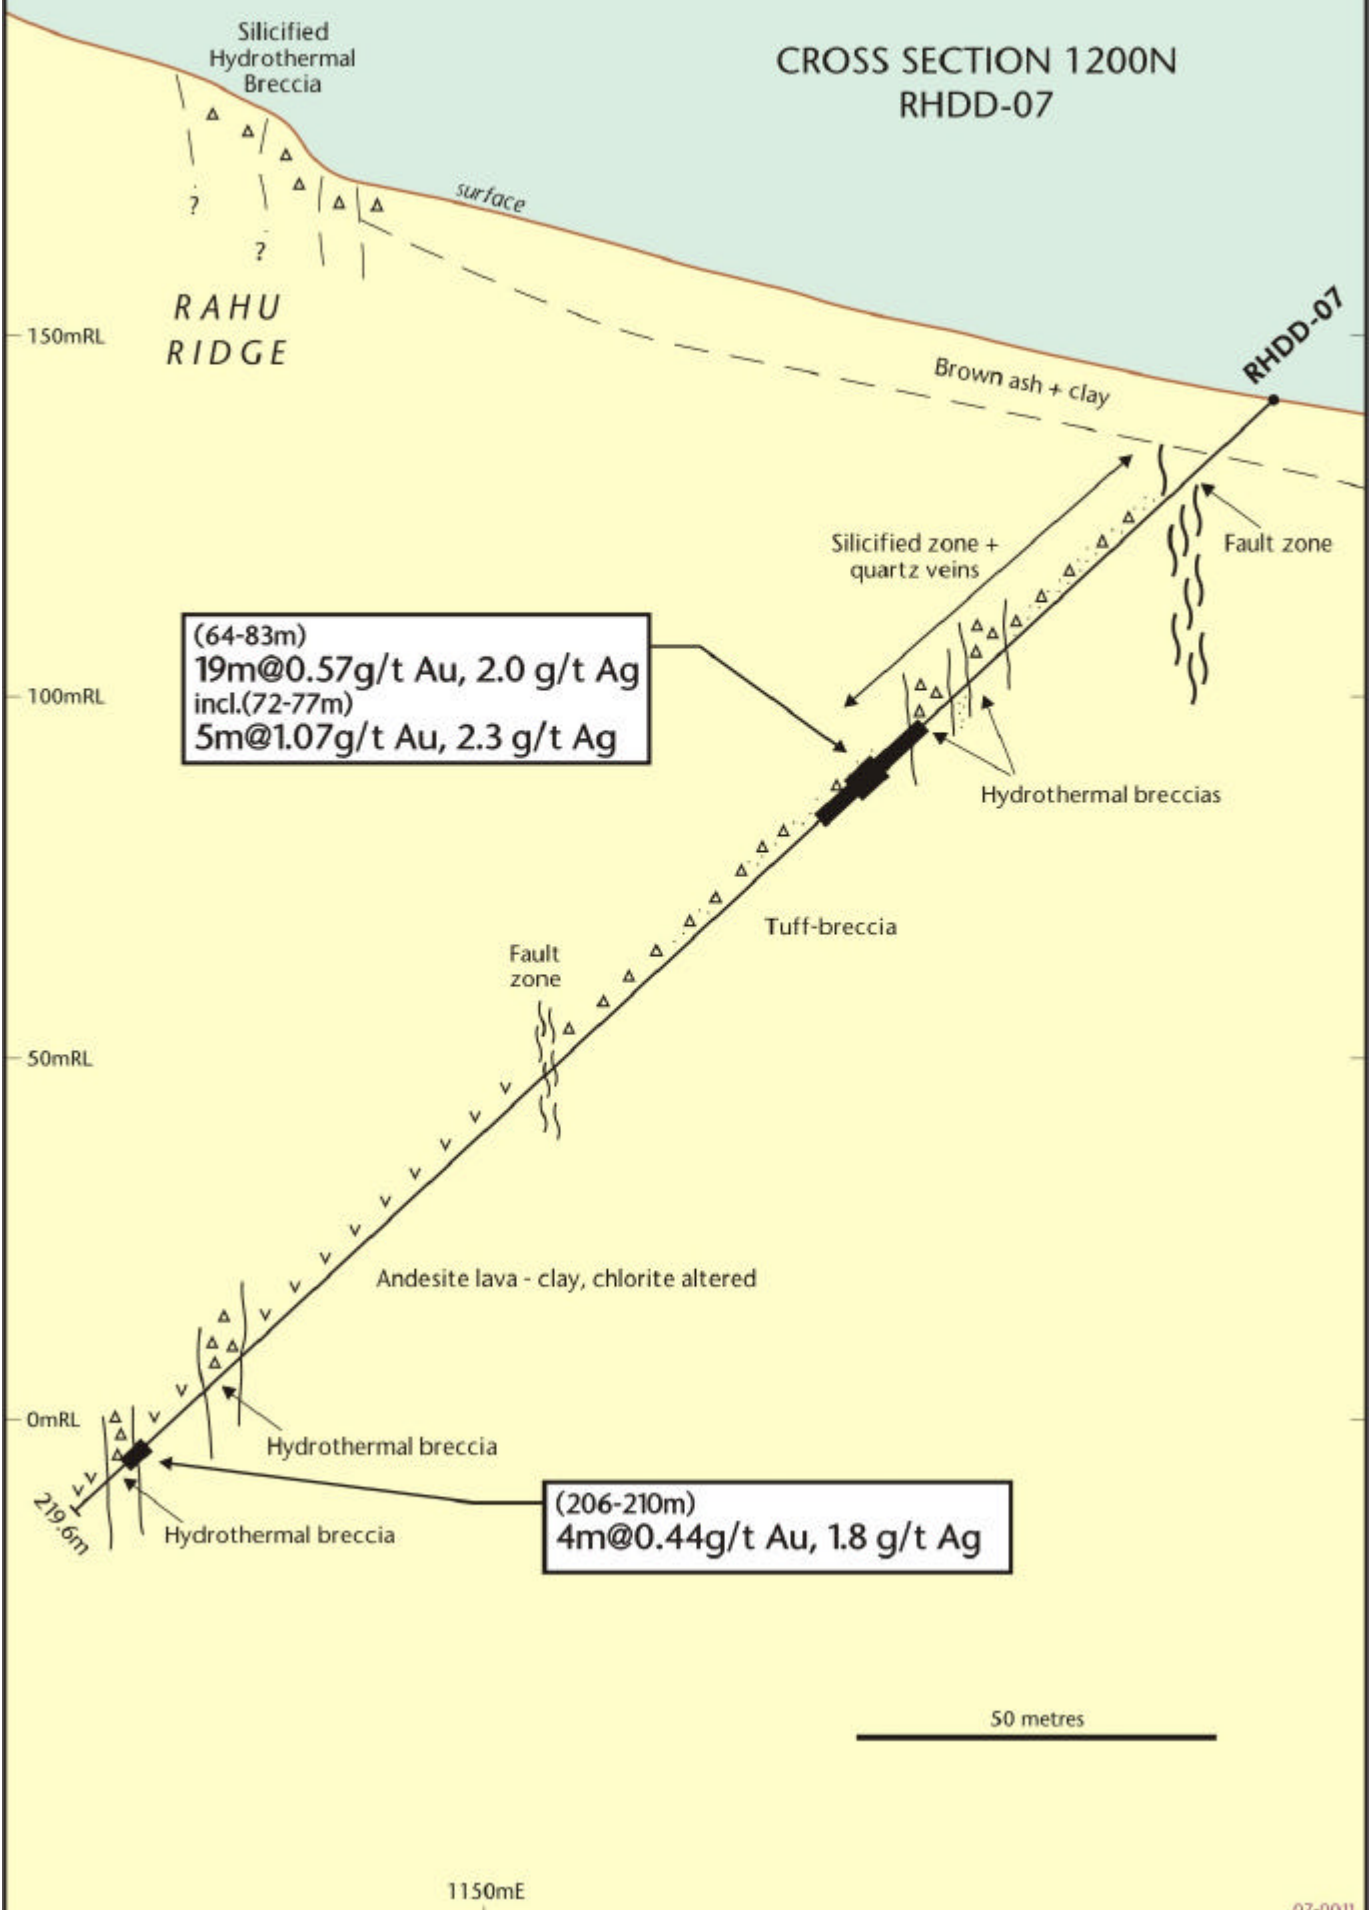 Silicified
Hydrothermal
Breccia
CROSS SECTION 1200N
RHDD-07
surface
?
?
RAHU
RIDGE
150mRL
RHDD-07
Brown ash + clay
Silicified zone +
quartz veins
Fault zone
(64-83m)
19m@0.57g/t Au, 2.0 g/t Ag
incl.(72-77m)
5m@1.07g/t Au, 2.3 g/t Ag
100mRL
Hydrothermal breccias
Tuff-breccia
Fault
zone
50mRL
Andesite lava - clay, chlorite altered
0mRL
Hydrothermal breccia
219.6m
Hydrothermal breccia
(206-210m)
4m@0.44g/t Au, 1.8 g/t Ag
50 metres
1150mE